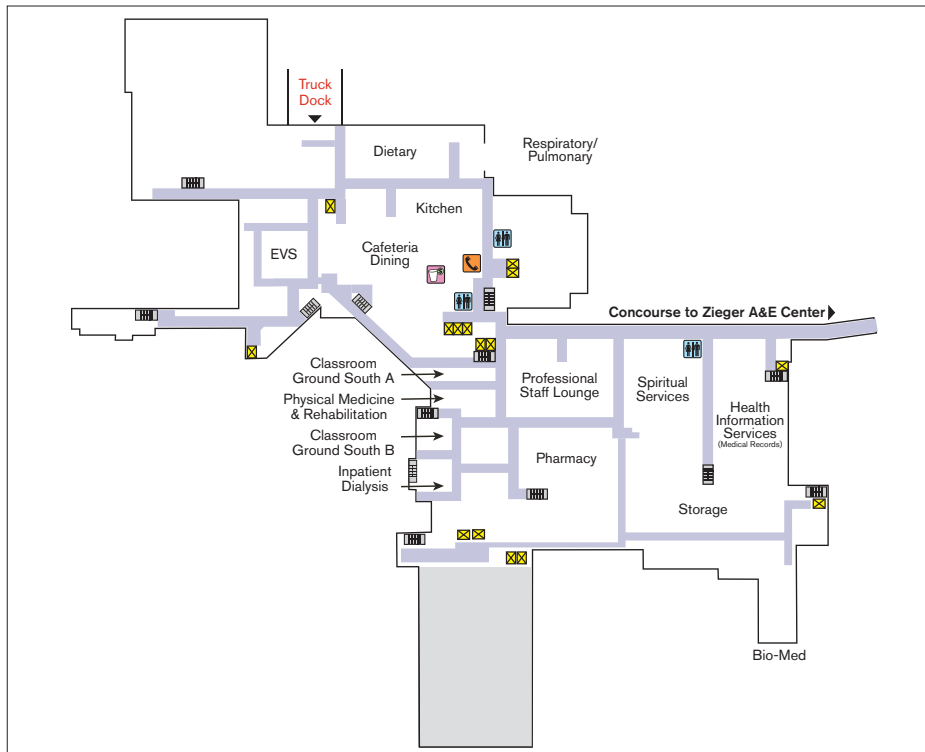 Truck
Dock
Dietary
Respiratory/
Pulmonary
Kitchen
Cafeteria
Dining
EVS
Concourse to Zieger A&E Center
Classroom
Ground South A
Physical Medicine
& Rehabilitation
Classroom
Ground South B
Inpatient
Dialysis
Professional
Staff Lounge
Spiritual
Services
Health
Information
Services
(Medical Records)
Pharmacy
Storage
Bio-Med